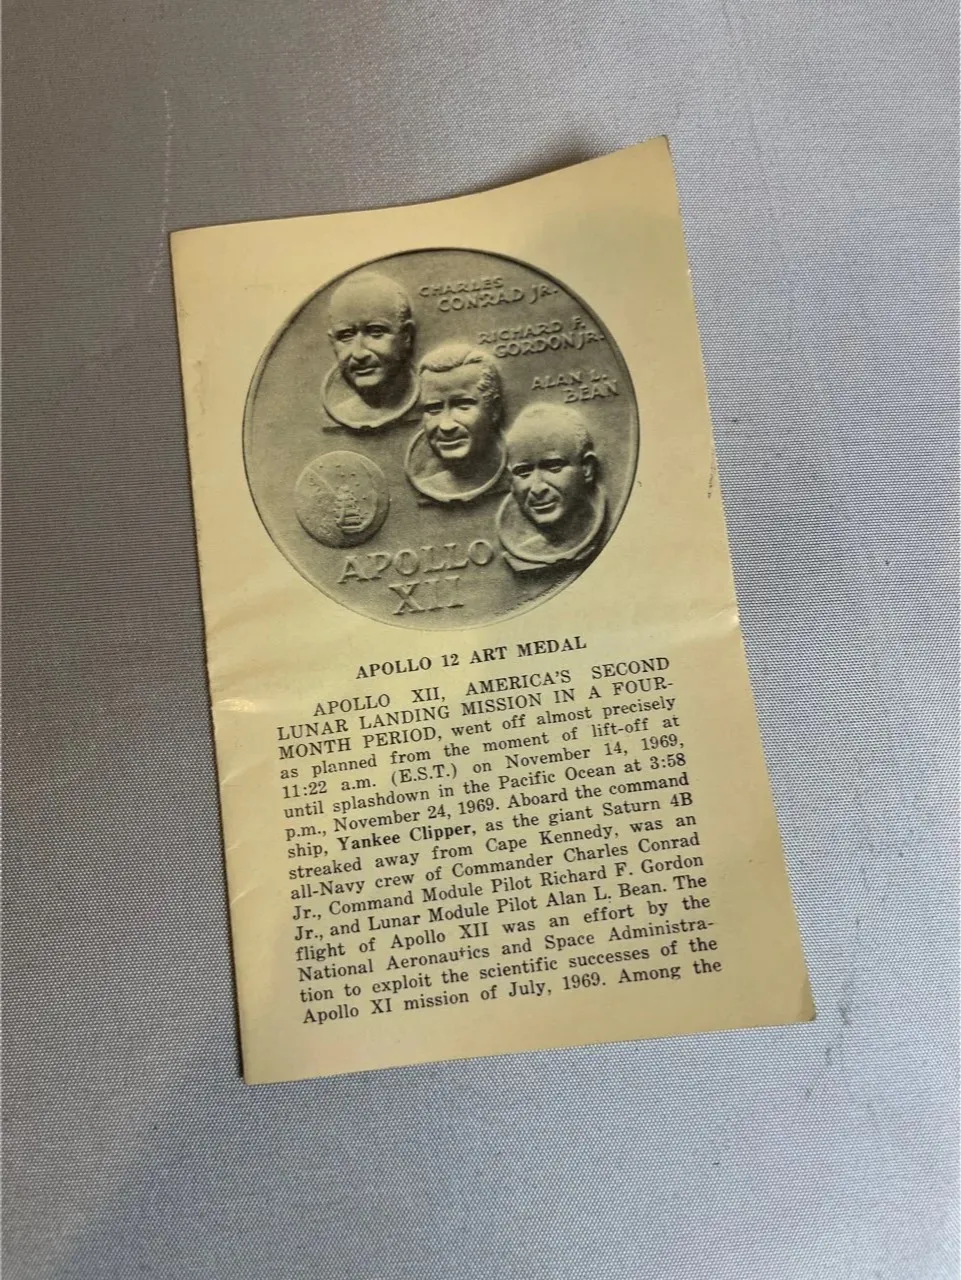 CHARLES
CONRAD JR.
RICHARD F.
GORDON JR.
ALAN L.
BEAN
APOLLO
XII
APOLLO 12 ART MEDAL
APOLLO XII, AMERICA'S SECOND
LUNAR LANDING MISSION IN A FOUR-
MONTH PERIOD, went off almost precisely
as planned from the moment of lift-off at
11:22 a.m. (E.S.T.) on November 14, 1969,
until splashdown in the Pacific Ocean at 3:58
p.m., November 24, 1969. Aboard the command
ship, Yankee Clipper, as the giant Saturn 4B
streaked away from Cape Kennedy, was an
all-Navy crew of Commander Charles Conrad
Jr., Command Module Pilot Richard F. Gordon
Jr., and Lunar Module Pilot Alan L. Bean. The
flight of Apollo XII was an effort by the
National Aeronautics and Space Administra-
tion to exploit the scientific successes of the
Apollo XI mission of July, 1969. Among the